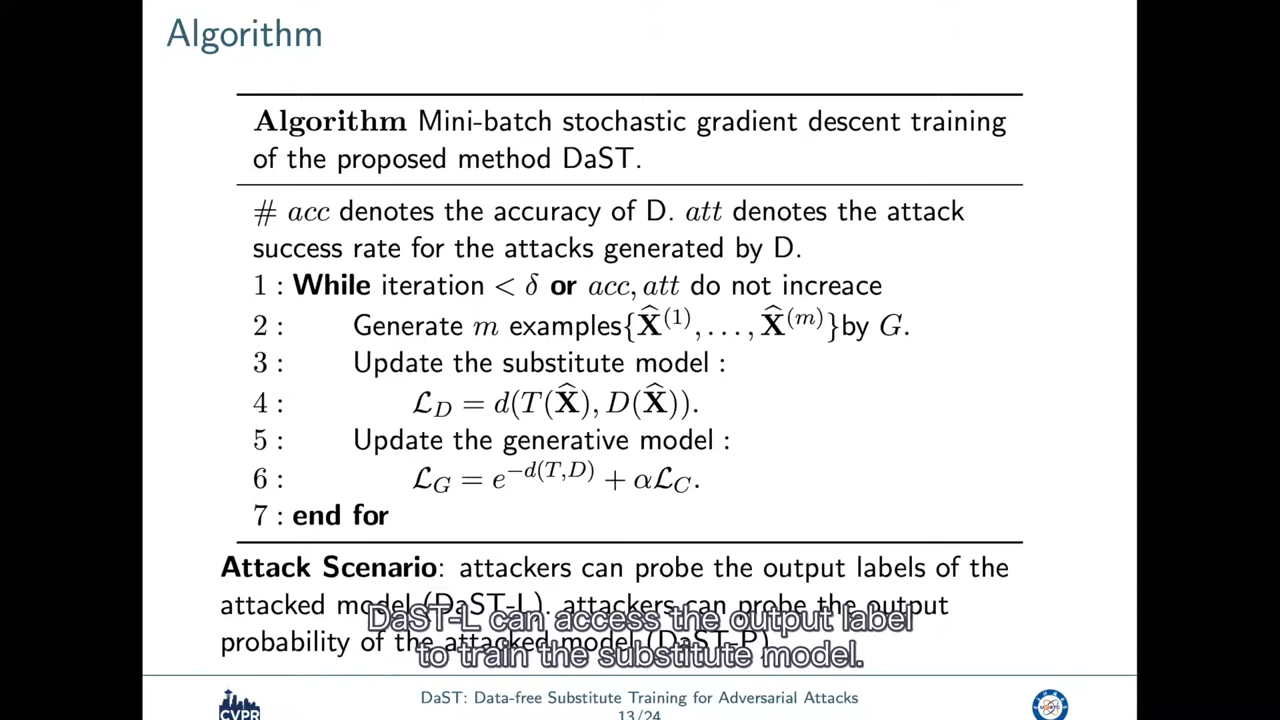 Algorithm
Algorithm Mini-batch stochastic gradient descent training
of the proposed method DaST.
# acc denotes the accuracy of D. att denotes the attack
success rate for the attacks generated by D.
1 : While iteration < δ or acc, att do not increace
2 : Generate m examples{X̂^(1), . . . , X̂^(m)}by G.
3 : Update the substitute model :
4 : ℒ_D = d(T(X̂), D(X̂)).
5 : Update the generative model :
6 : ℒ_G = e^{−d(T,D)} + αℒ_C.
7 : end for
Attack Scenario: attackers can probe the output labels of the
attacked model (DaST-L). attackers can probe the output
probability of the attacked model (DaST-P)
DaST-L can access the output label
to train the substitute model.
DaST: Data-free Substitute Training for Adversarial Attacks
13/24
CVPR